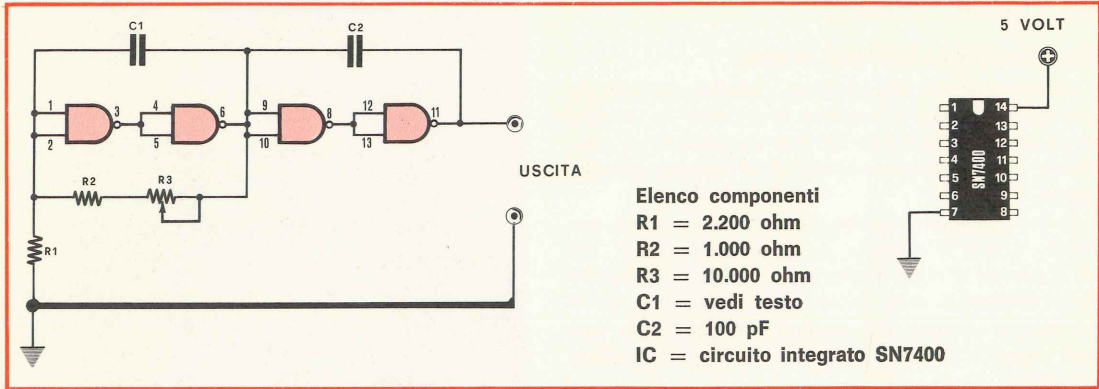 C1
C2
1
2
3
4
5
6
9
10
8
12
13
11
R2
R3
R1
USCITA
Elenco componenti
R1 = 2.200 ohm
R2 = 1.000 ohm
R3 = 10.000 ohm
C1 = vedi testo
C2 = 100 pF
IC = circuito integrato SN7400
5 VOLT
+
1 14
2 13
3 12
4 11
5 10
6 9
7 8
SN7400